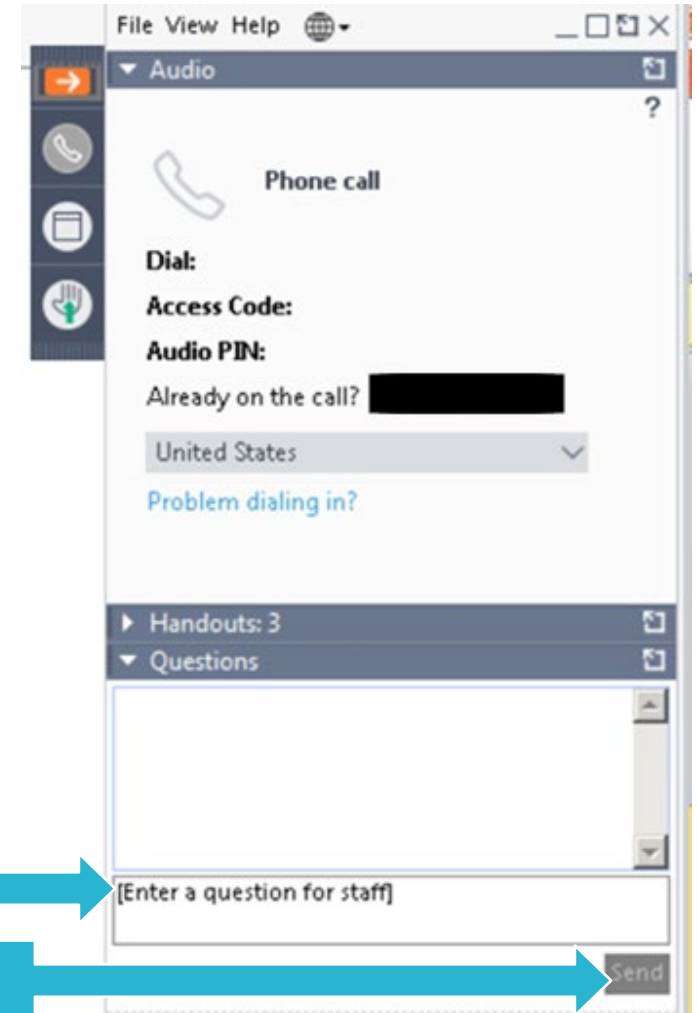 File View Help
Audio
?
Phone call
Dial:
Access Code:
Audio PIN:
Already on the call?
United States
Problem dialing in?
Handouts: 3
Questions
[Enter a question for staff]
Send